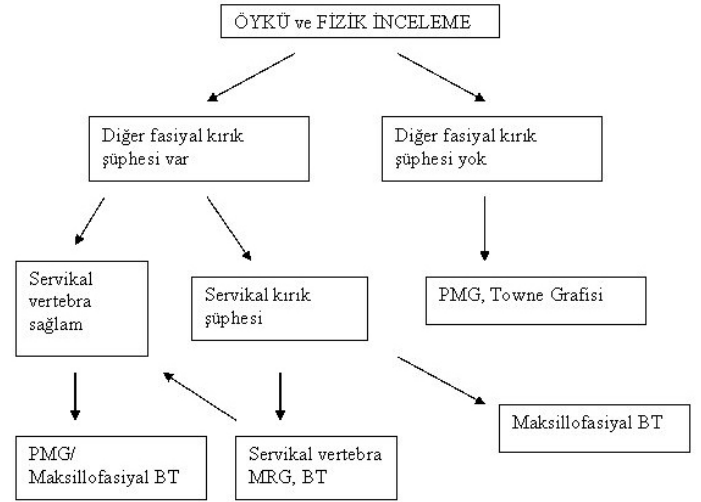 ÖYKÜ ve FİZİK İNCELEME
Diğer fasiyal kırık
şüphesi var
Diğer fasiyal kırık
şüphesi yok
Servikal
vertebra
sağlam
Servikal kırık
şüphesi
PMG, Towne Grafisi
PMG/
Maksillofasiyal BT
Servikal vertebra
MRG, BT
Maksillofasiyal BT